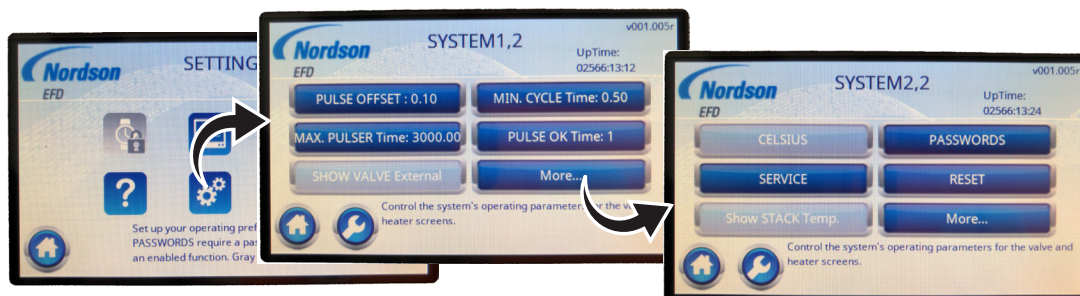 Nordson
EFD
SETTING
Set up your operating pref
PASSWORDS require a pas
an enabled function. Gray
v001.005r
Nordson
EFD
SYSTEM1,2
UpTime:
02566:13:12
PULSE OFFSET : 0.10
MIN. CYCLE Time: 0.50
MAX. PULSER Time: 3000.00
PULSE OK Time: 1
SHOW VALVE External
More...
Control the system's operating parameters for the va
heater screens.
v001.005r
Nordson
EFD
SYSTEM2,2
UpTime:
02566:13:24
CELSIUS
PASSWORDS
SERVICE
RESET
Show STACK Temp.
More...
Control the system's operating parameters for the valve and
heater screens.